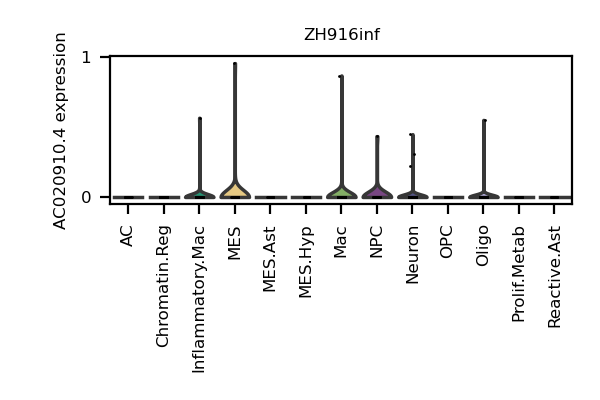 ZH916inf
AC020910.4 expression
1
0
AC
Chromatin.Reg
Inflammatory.Mac
MES
MES.Ast
MES.Hyp
Mac
NPC
Neuron
OPC
Oligo
Prolif.Metab
Reactive.Ast